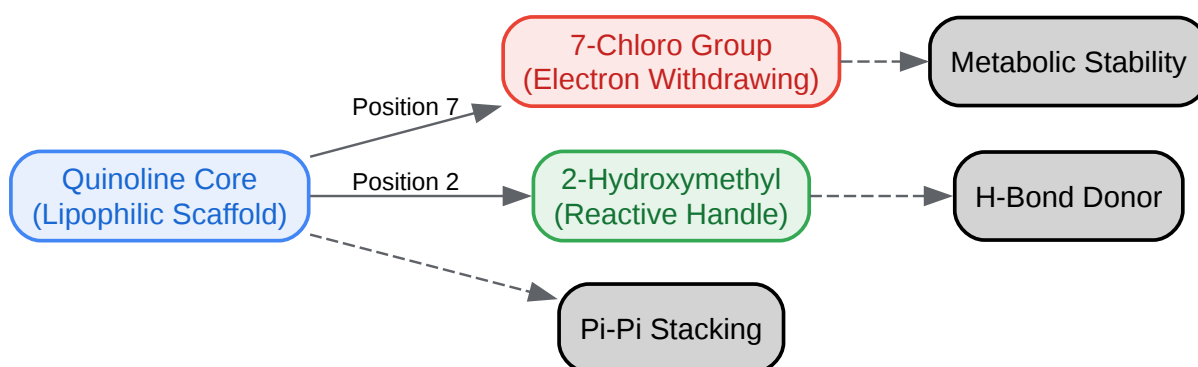 7-Chloro Group
(Electron Withdrawing)
Metabolic Stability
Position 7
Quinoline Core
(Lipophilic Scaffold)
Position 2
2-Hydroxymethyl
(Reactive Handle)
H-Bond Donor
Pi-Pi Stacking